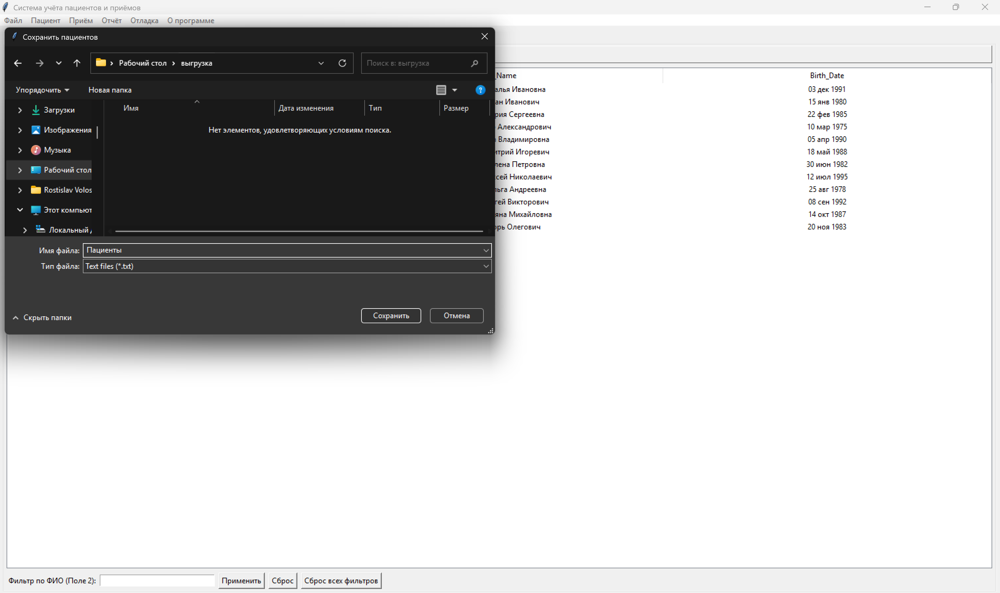 Система учёта пациентов и приёмов
Файл Пациент Приём Отчёт Отладка О программе
Сохранить пациентов
Рабочий стол выгрузка
Поиск в: выгрузка
Упорядочить Новая папка
Имя Дата изменения Тип Размер
Нет элементов, удовлетворяющих условиям поиска.
Загрузки
Изображения
Музыка
Рабочий стол
Rostislav Volos
Этот компьют
Локальный
Имя файла: Пациенты
Тип файла: Text files (*.txt)
Скрыть папки
Сохранить Отмена
_Name Birth_Date
алья Ивановна 03 дек 1991
ан Иванович 15 янв 1980
рия Сергеевна 22 фев 1985
Александрович 10 мар 1975
Владимировна 05 апр 1990
итрий Игоревич 18 май 1988
лена Петровна 30 июн 1982
сей Николаевич 12 июл 1995
ьга Андреевна 25 авг 1978
гей Викторович 08 сен 1992
яна Михайловна 14 окт 1987
орь Олегович 20 ноя 1983
Фильтр по ФИО (Поле 2): Применить Сброс Сброс всех фильтров